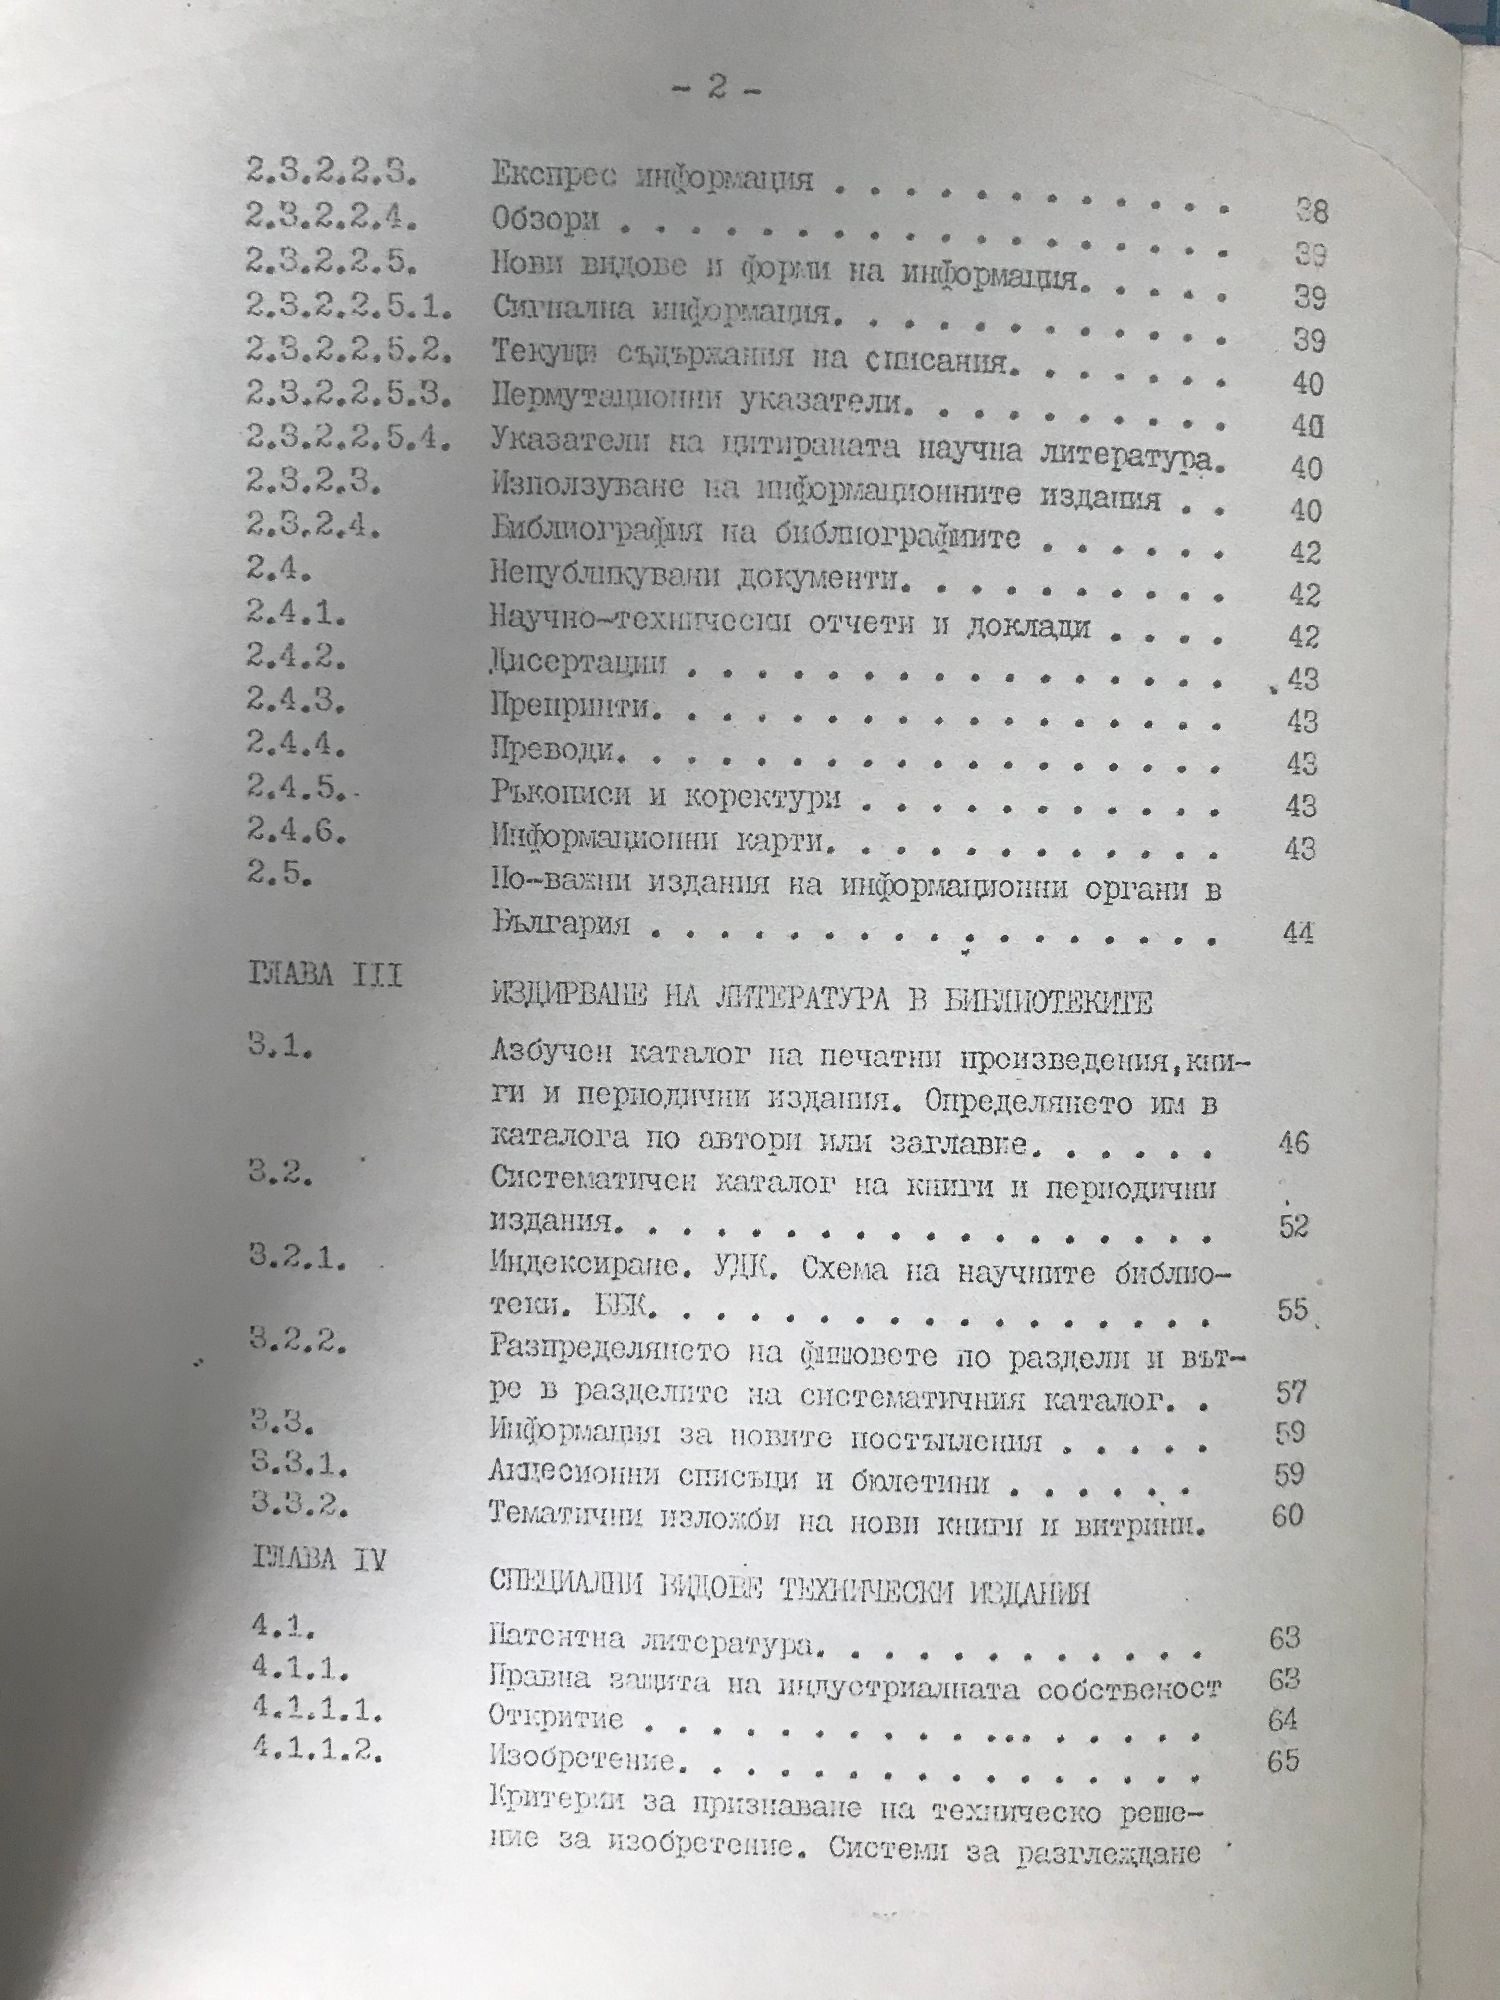 - 2 -
2.3.2.2.3. Експрес информация . . . . . . . . . . . . 38
2.3.2.2.4. Обзори . . . . . . . . . . . . . . . . . . 39
2.3.2.2.5. Нови видове и форми на информация. . . . . 39
2.3.2.2.5.1. Сигнална информация. . . . . . . . . . . . 39
2.3.2.2.5.2. Текущи съдържания на списания. . . . . . . 40
2.3.2.2.5.3. Пермутационни указатели. . . . . . . . . . 40
2.3.2.2.5.4. Указатели на цитираната научна литература. 40
2.3.2.3. Използуване на информационните издания . . 40
2.3.2.4. Библиография на библиографиите . . . . . . 42
2.4. Непубликувани документи. . . . . . . . . . 42
2.4.1. Научно-технически отчети и доклади . . . . 42
2.4.2. Дисертации . . . . . . . . . . . . . . . . 43
2.4.3. Препринти. . . . . . . . . . . . . . . . . 43
2.4.4. Преводи. . . . . . . . . . . . . . . . . . 43
2.4.5. Ръкописи и коректури . . . . . . . . . . . 43
2.4.6. Информационни карти. . . . . . . . . . . . 43
2.5. По-важни издания на информационни органи в
България . . . . . . . . . . . . . . . . . 44
ГЛАВА III ИЗДИРВАНЕ НА ЛИТЕРАТУРА В БИБЛИОТЕКИТЕ
3.1. Азбучен каталог на печатни произведения,кни-
ги и периодични издания. Определянето им в
каталога по автори или заглавие. . . . . . 46
3.2. Систематичен каталог на книги и периодични
издания. . . . . . . . . . . . . . . . . . 52
3.2.1. Индексиране. УДК. Схема на научните библио-
теки. ББК. . . . . . . . . . . . . . . . . 55
3.2.2. Разпределянето на фишовете по раздели и вът-
ре в разделите на систематичния каталог. . 57
3.3. Информация за новите постъпления . . . . . 59
3.3.1. Акцесионни списъци и бюлетини . . . . . . 59
3.3.2. Тематични изложби на нови книги и витрини. 60
ГЛАВА IV СПЕЦИАЛНИ ВИДОВЕ ТЕХНИЧЕСКИ ИЗДАНИЯ
4.1. Патентна литература. . . . . . . . . . . . 63
4.1.1. Правна защита на индустриалната собственост 63
4.1.1.1. Откритие . . . . . . . . . . ... . . . . . 64
4.1.1.2. Изобретение. . . . . . . . . . . . . . . . 65
Критерии за признаване на техническо реше-
ние за изобретение. Системи за разглеждане